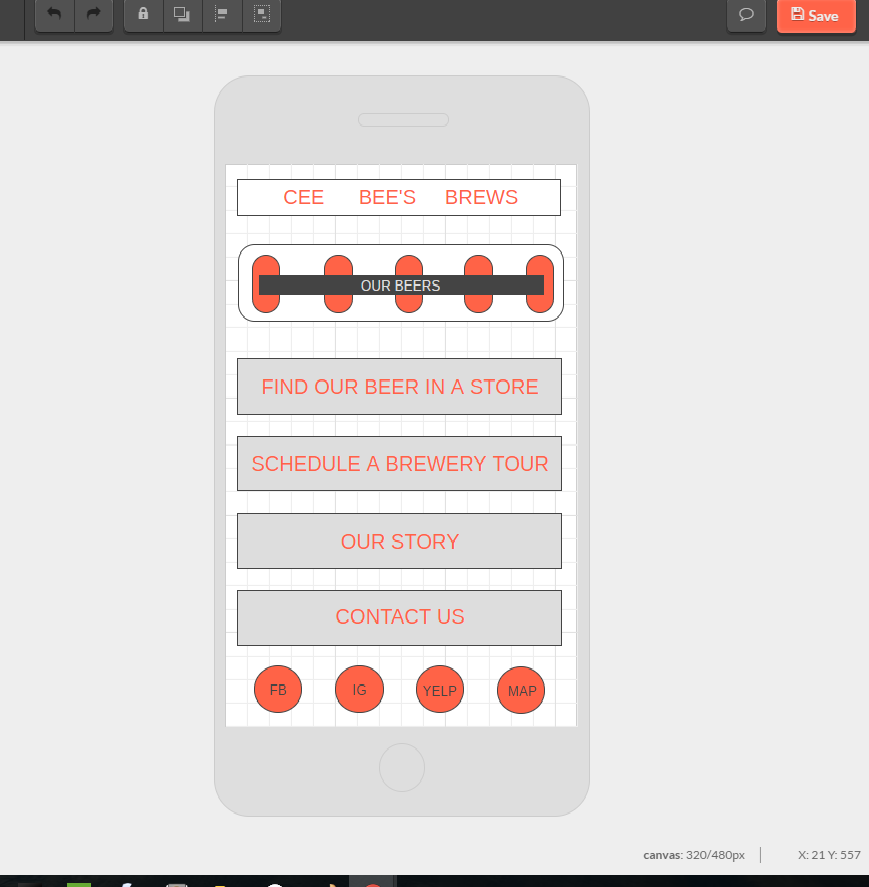 Save
CEE BEE'S BREWS
OUR BEERS
FIND OUR BEER IN A STORE
SCHEDULE A BREWERY TOUR
OUR STORY
CONTACT US
FB IG YELP MAP
canvas: 320/480px X: 21 Y: 557